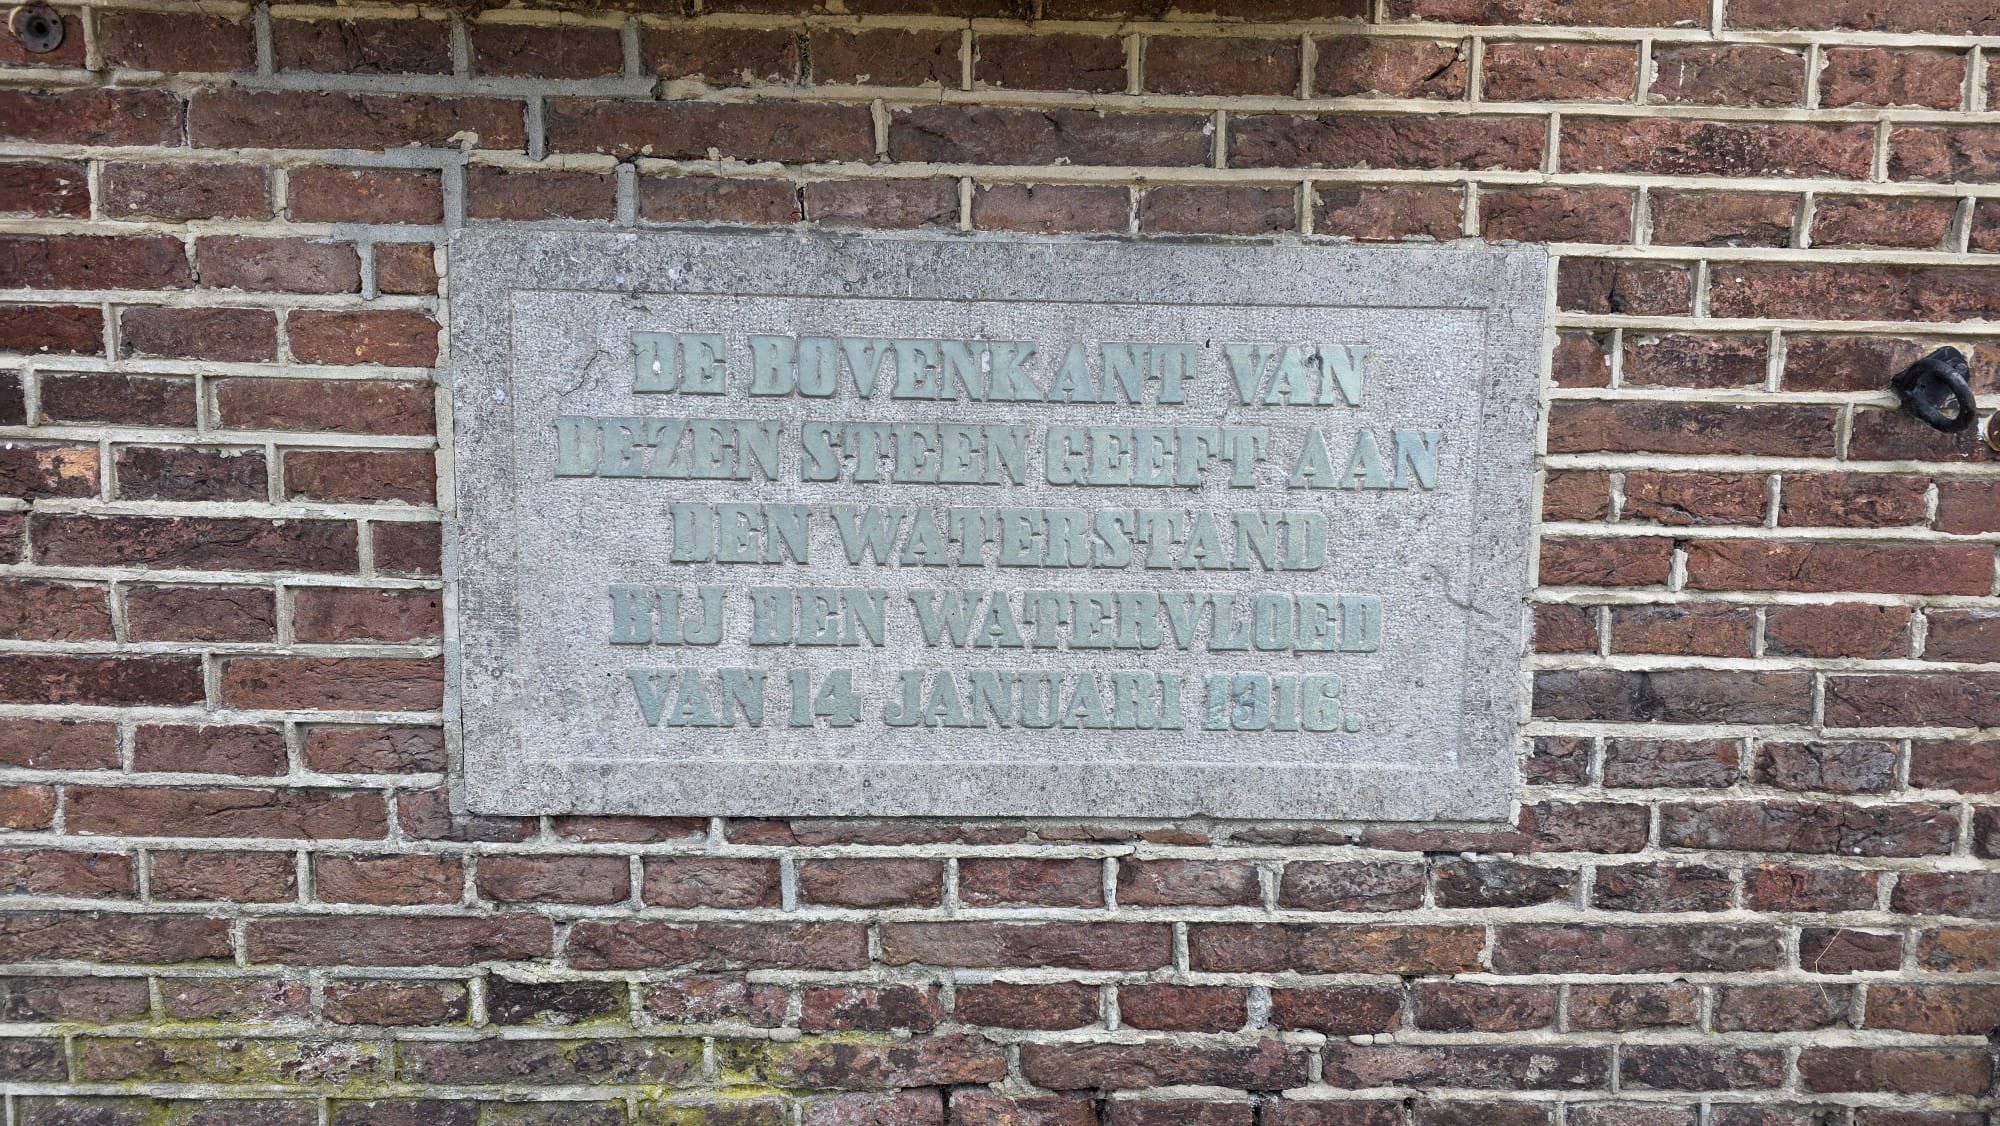 DE BOVENKANT VAN
DEZEN STEEN GEEFT AAN
DEN WATERSTAND
BIJ DEN WATERVLOED
VAN 14 JANUARI 1916.